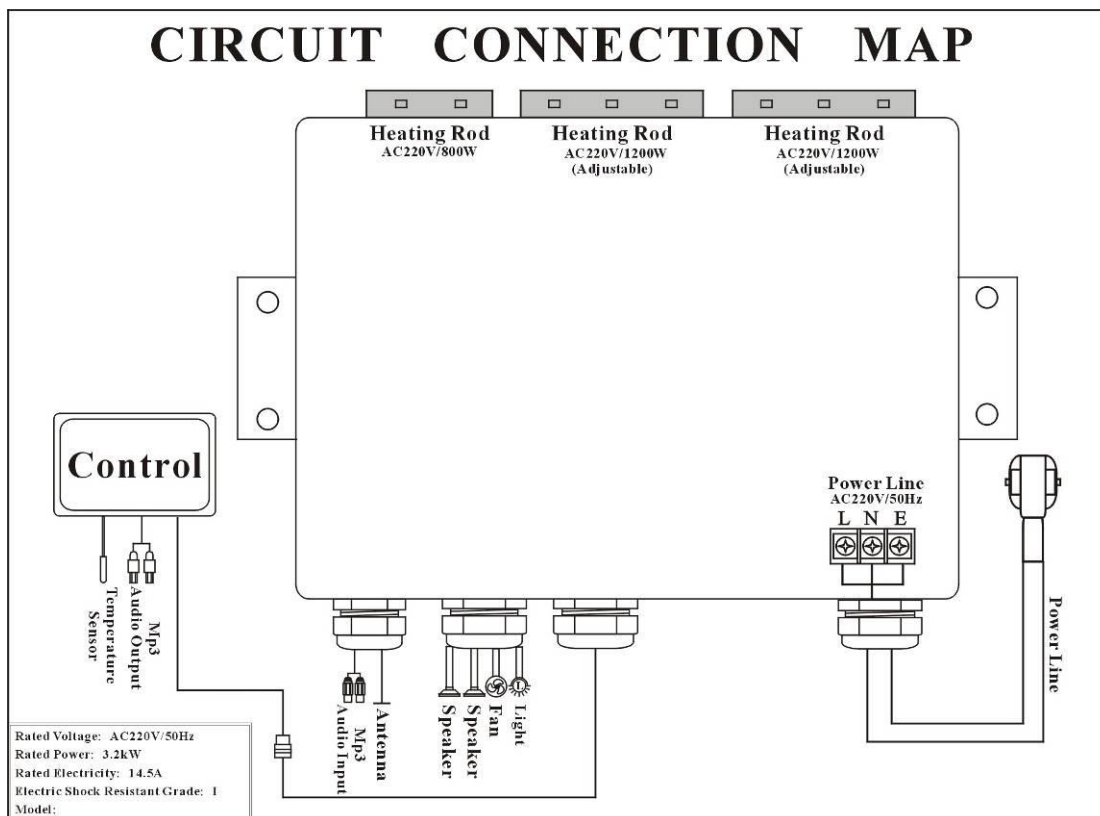 CIRCUIT CONNECTION MAP
Heating Rod
AC220V/800W
Heating Rod
AC220V/1200W
(Adjustable)
Heating Rod
AC220V/1200W
(Adjustable)
Control
Power Line
AC220V/50Hz
L N E
Temperature
Sensor
Mp3
Audio Output
Mp3
Audio Input
Antenna
Speaker
Speaker
Fan
Light
Power Line
Rated Voltage: AC220V/50Hz
Rated Power: 3.2kW
Rated Electricity: 14.5A
Electric Shock Resistant Grade: I
Model: